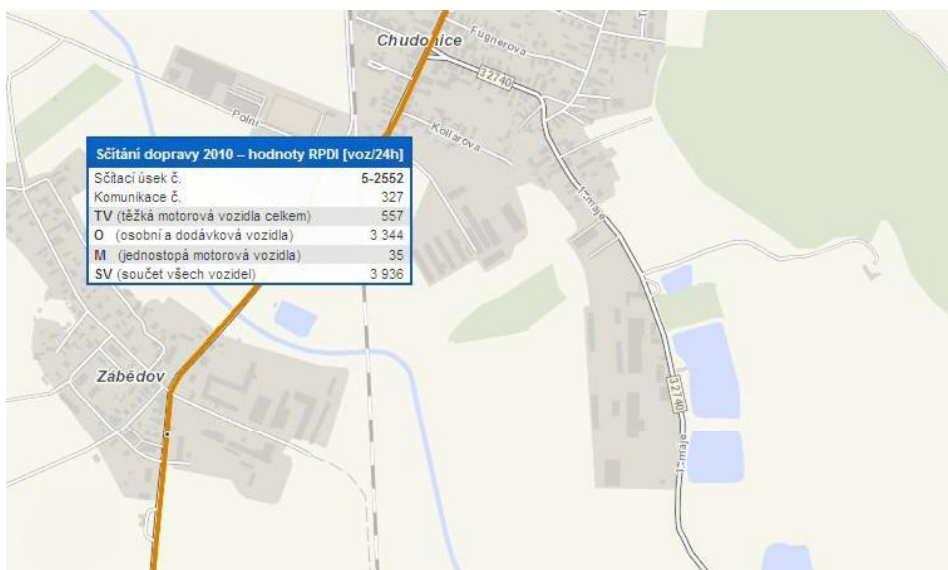 Chudonice
Fugnerova
32740
Polní
Kollárova
Sčítání dopravy 2010 – hodnoty RPDI [voz/24h]
Sčítací úsek č. 5-2552
Komunikace č. 327
TV (těžká motorová vozidla celkem) 557
O (osobní a dodávková vozidla) 3 344
M (jednostopá motorová vozidla) 35
SV (součet všech vozidel) 3 936
1. máje
Zábědov
32740
1. máje